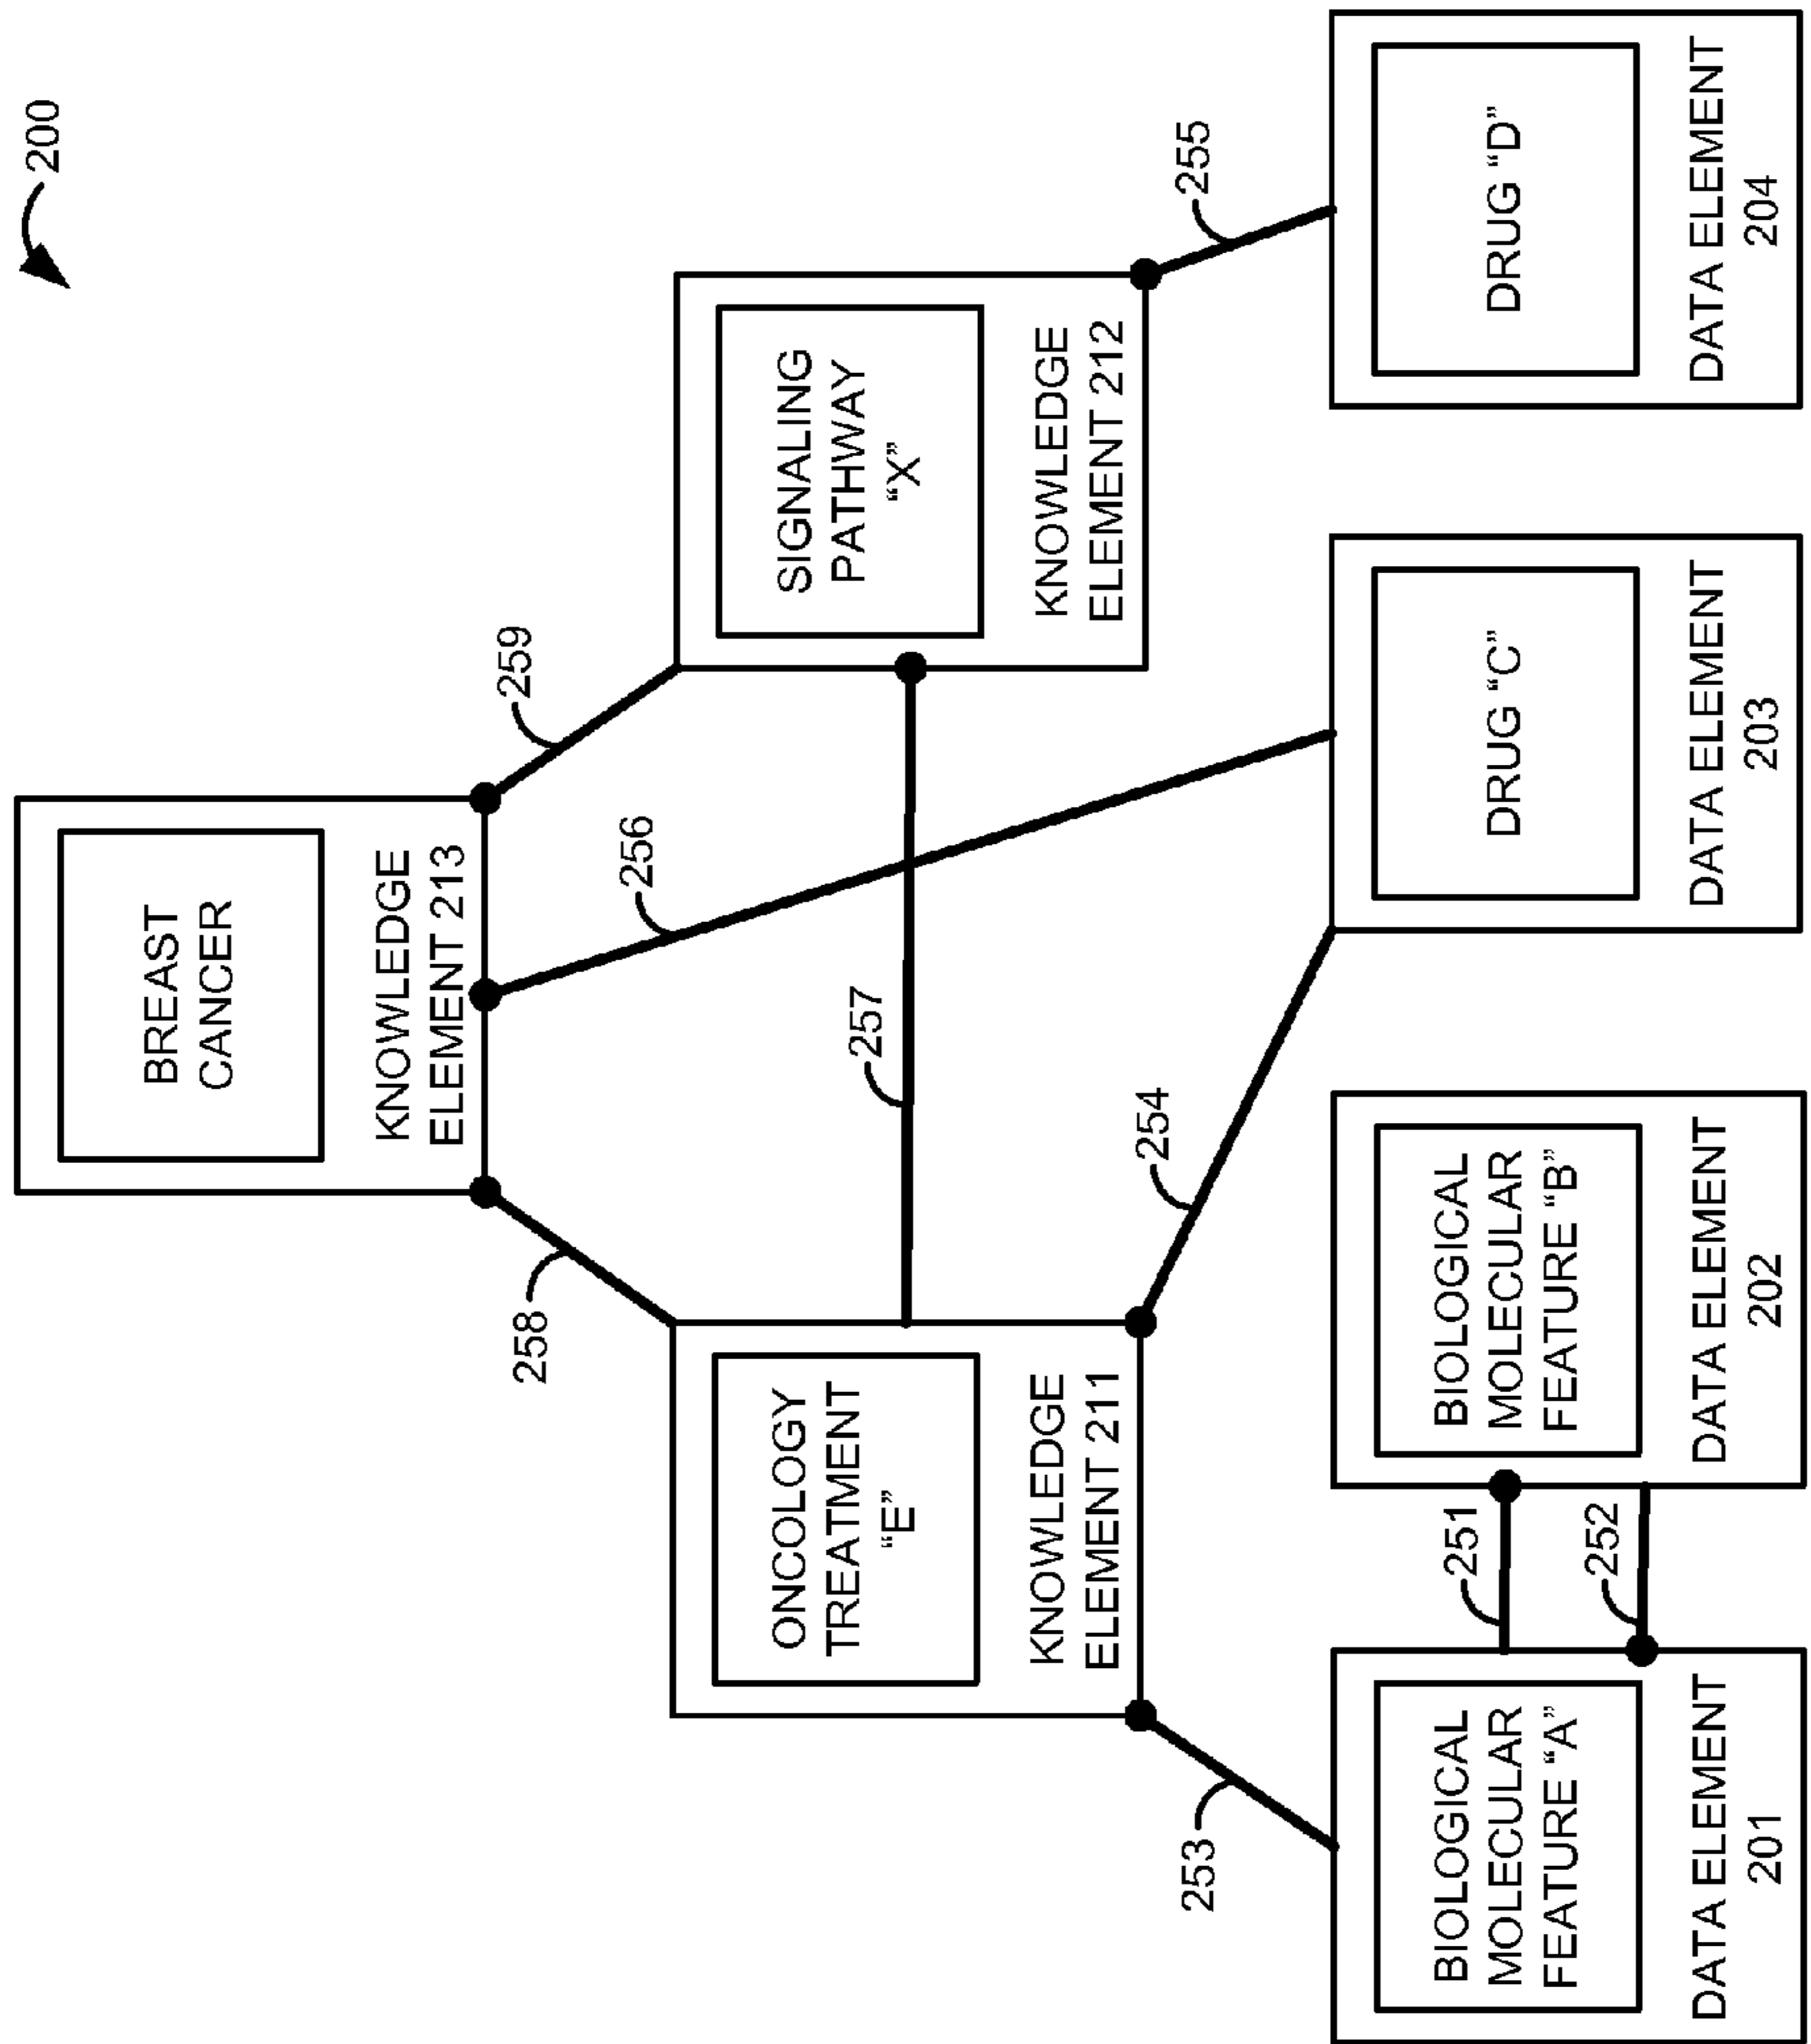 200
BREAST
CANCER
KNOWLEDGE
ELEMENT 213
258
256
259
ONCOLOGY
TREATMENT
“E”
KNOWLEDGE
ELEMENT 211
257
SIGNALING
PATHWAY
“X”
KNOWLEDGE
ELEMENT 212
253
254
255
BIOLOGICAL
MOLECULAR
FEATURE “A”
DATA ELEMENT
201
251
252
BIOLOGICAL
MOLECULAR
FEATURE “B”
DATA ELEMENT
202
DRUG “C”
DATA ELEMENT
203
DRUG “D”
DATA ELEMENT
204